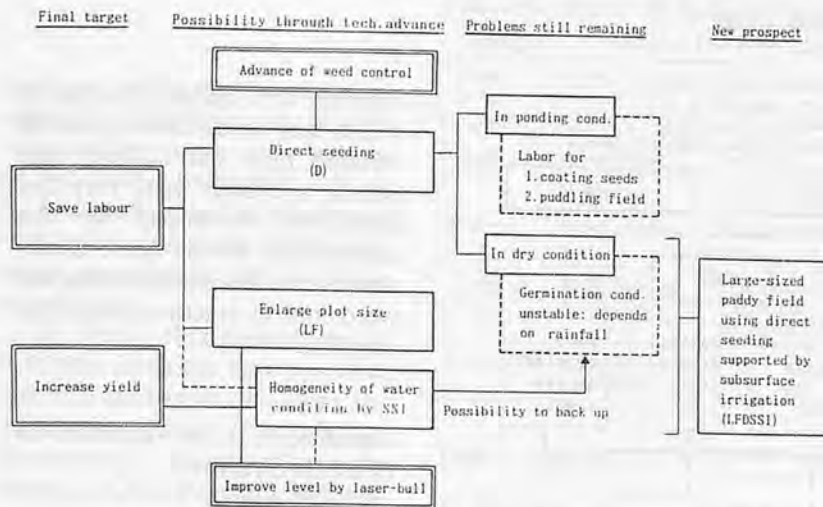 Final target
Possibility through tech.advance
Problems still remaining
New prospect
Advance of weed control
Direct seeding
(D)
Save labour
In ponding cond.
Labor for
1.coating seeds
2.puddling field
In dry condition
Germination cond.
unstable: depends
on rainfall
Enlarge plot size
(LF)
Increase yield
Homogeneity of water
condition by SSI
Possibility to back up
Improve level by laser-bull
Large-sized
paddy field
using direct
seeding
supported by
subsurface
irrigation
(LFDSSI)